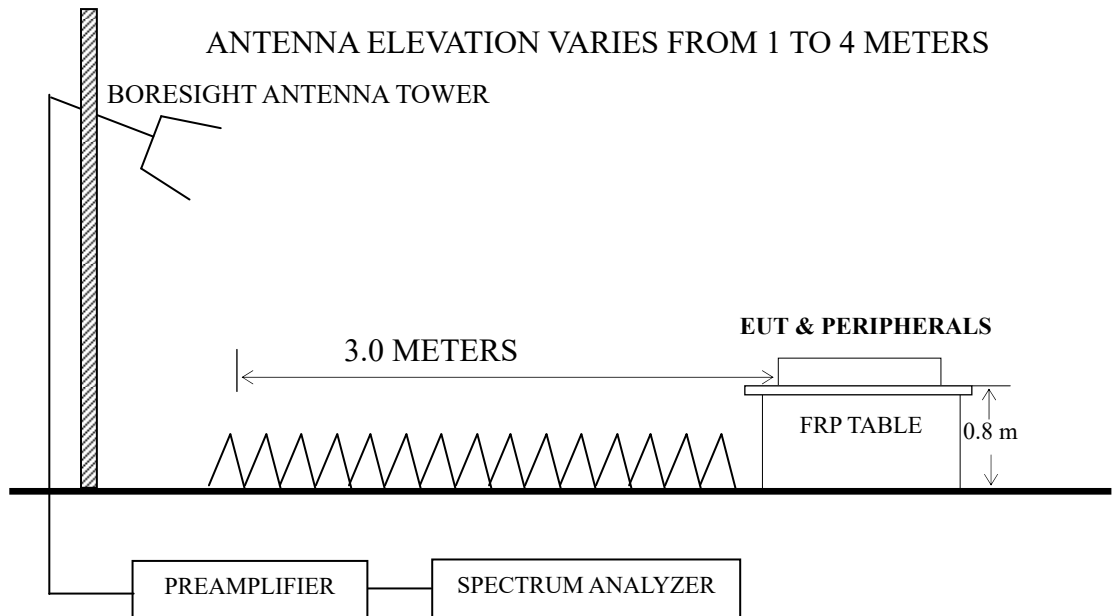 ANTENNA ELEVATION VARIES FROM 1 TO 4 METERS
BORESIGHT ANTENNA TOWER
EUT & PERIPHERALS
3.0 METERS
FRP TABLE
0.8 m
PREAMPLIFIER
SPECTRUM ANALYZER